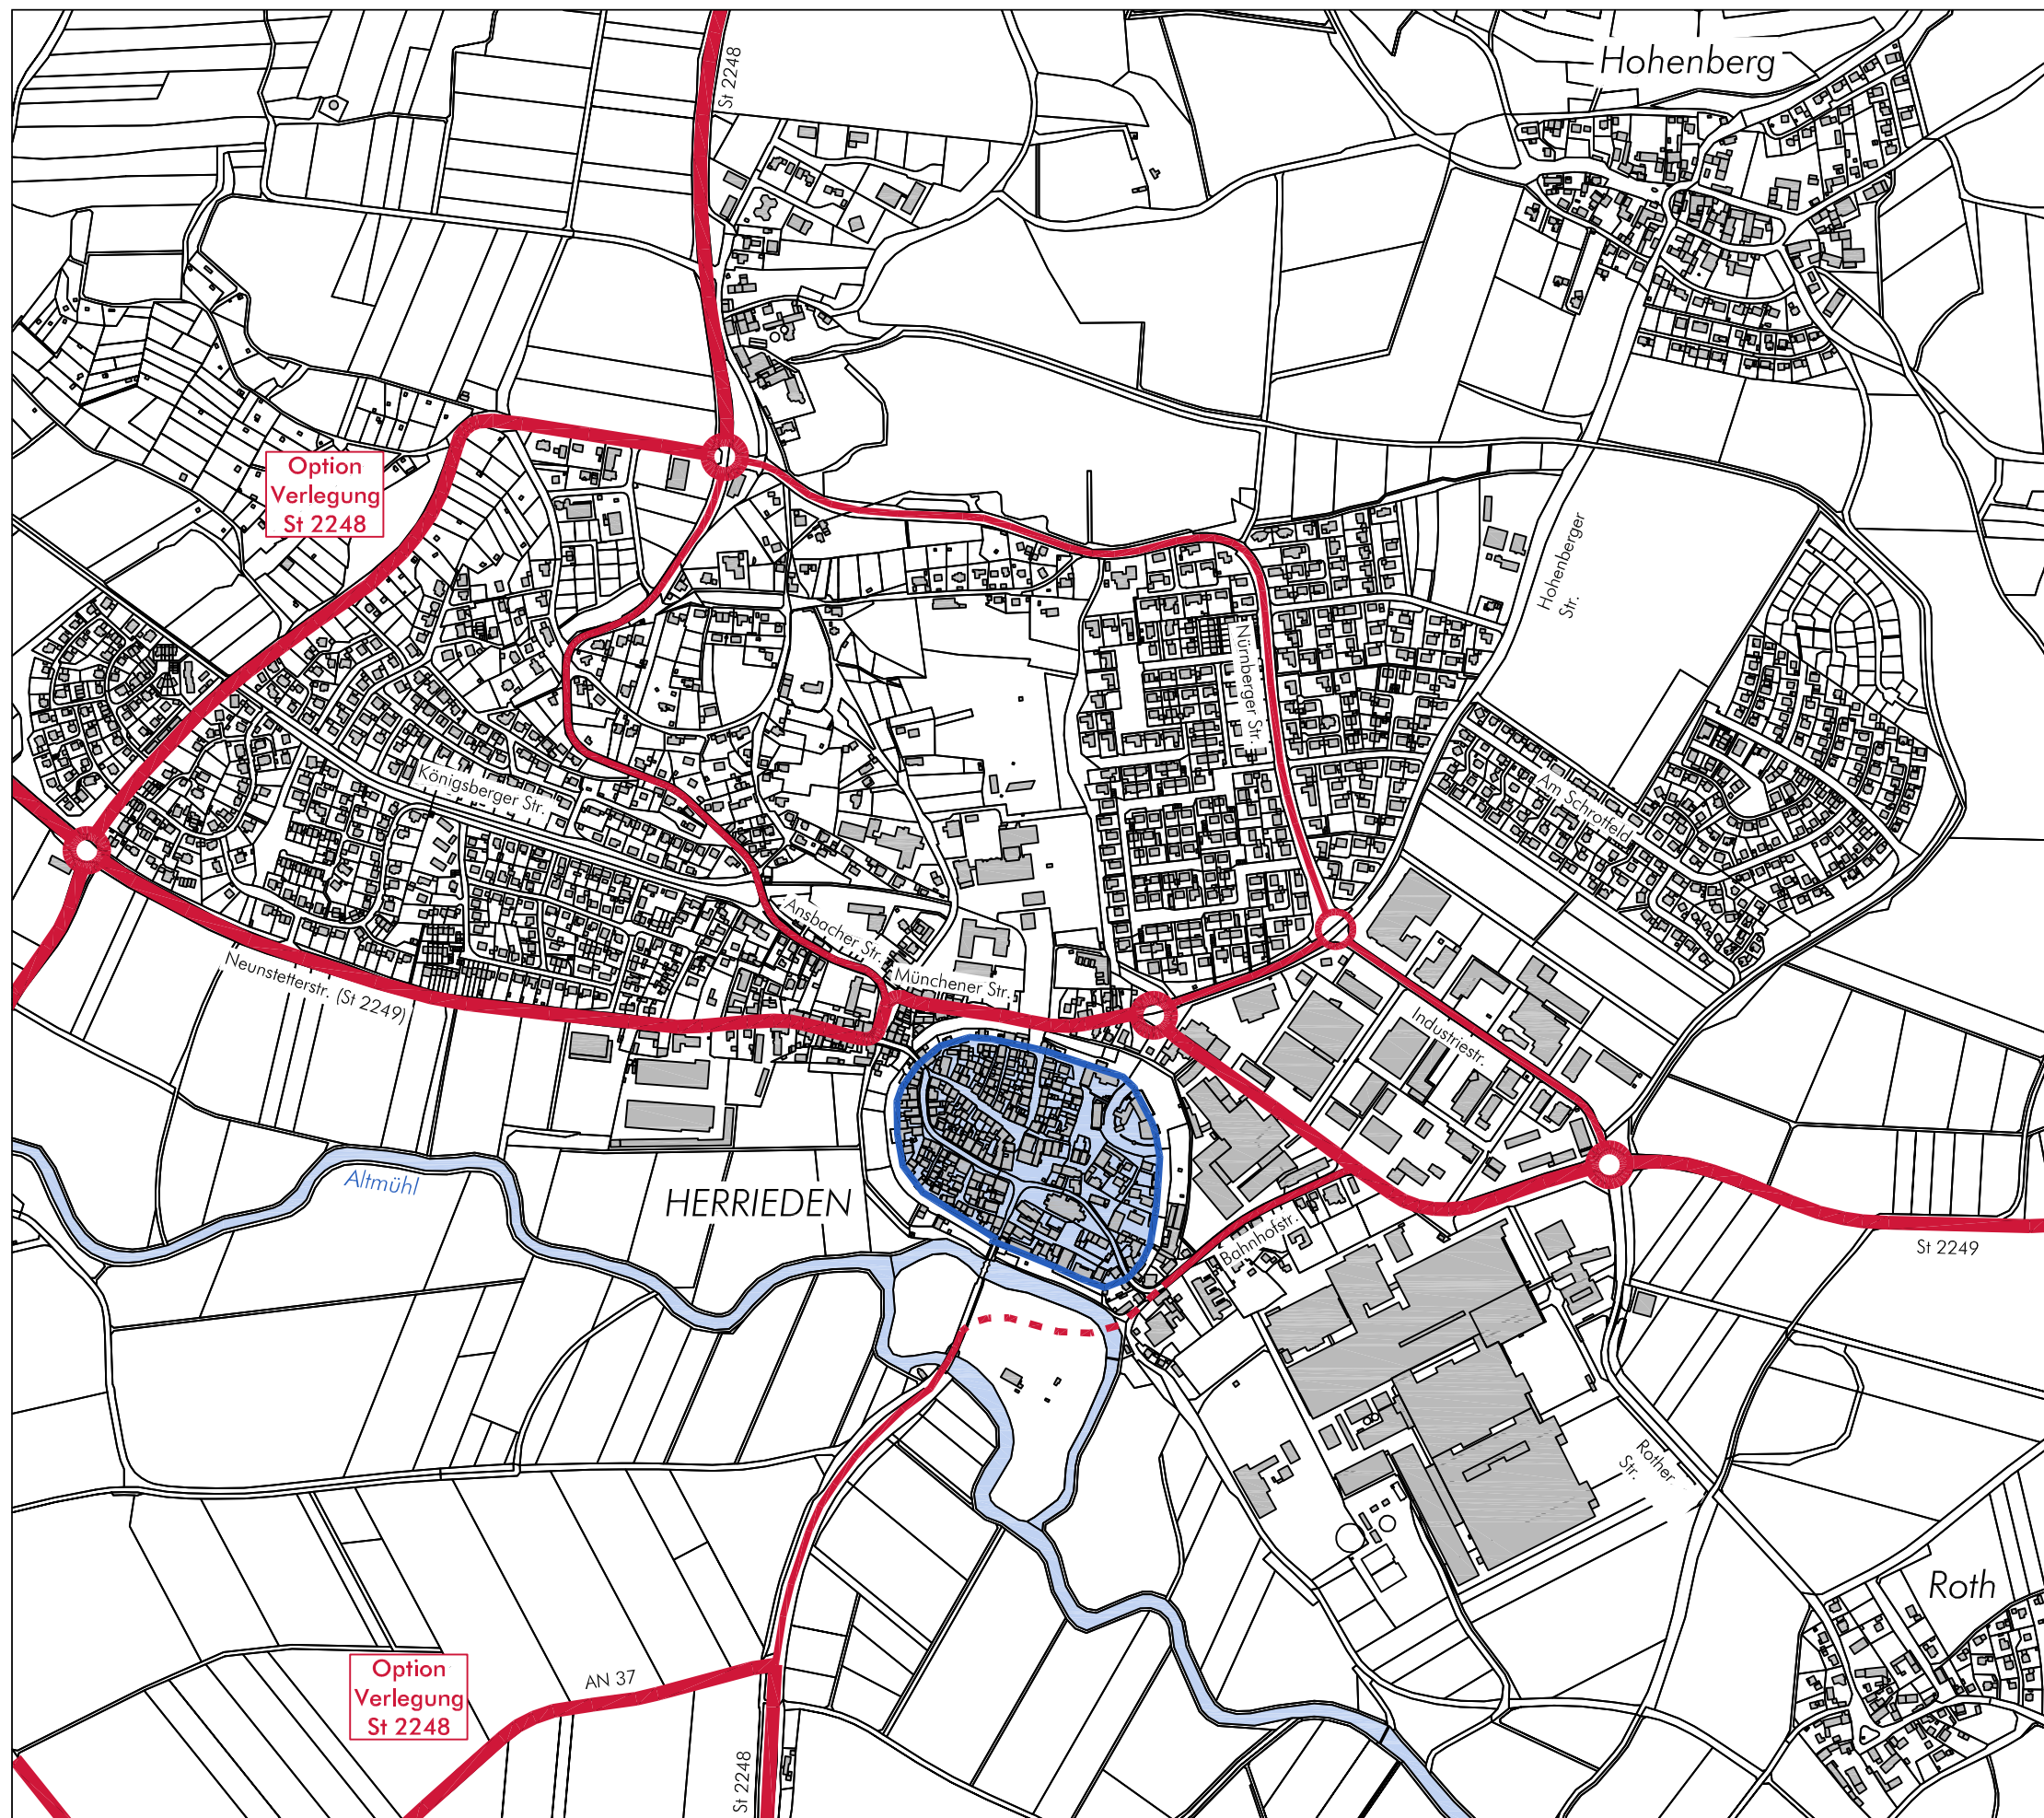 Hohenberg
St 2248
Option
Verlegung
St 2248
Hohenberger
Str.
Nürnberger Str.
Königsberger Str.
Am Schrotfeld
Ansbacher Str.
Münchener Str.
Neunstetterstr. (St 2249)
Industriestr.
Altmühl
HERRIEDEN
Bahnhofstr.
St 2249
Rother
Str.
Roth
Option
Verlegung
St 2248
AN 37
St 2248